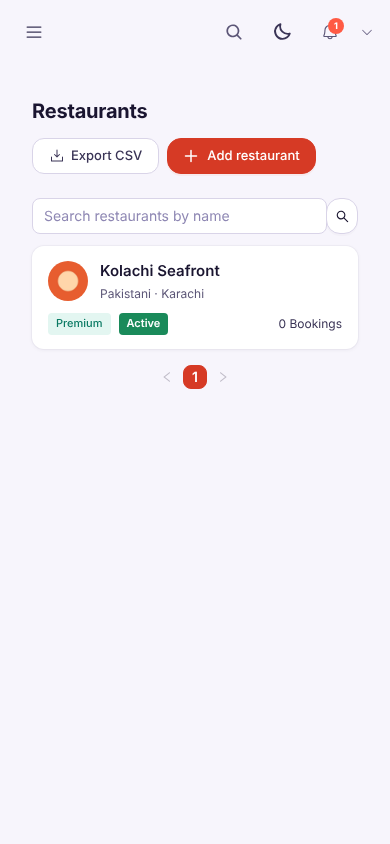 1
Restaurants
Export CSV
Add restaurant
Search restaurants by name
Kolachi Seafront
Pakistani · Karachi
Premium
Active
0 Bookings
1